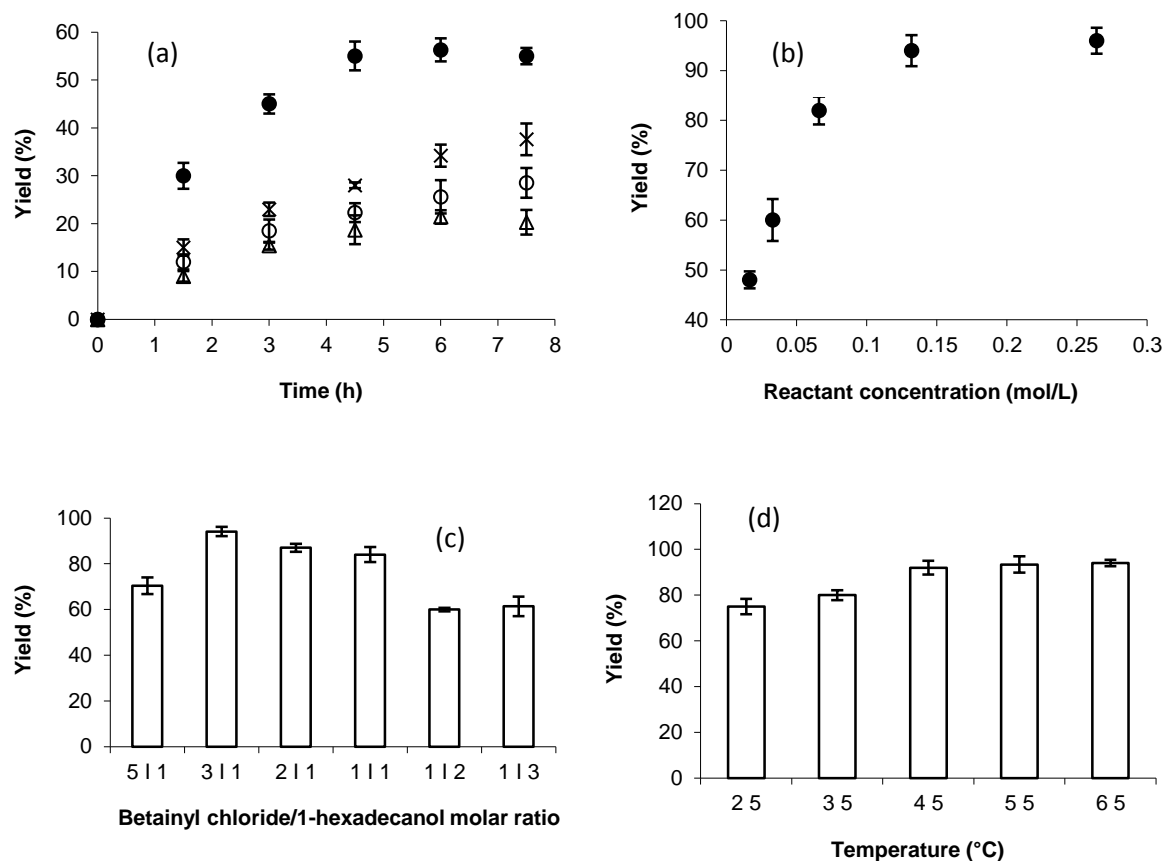 (a)
Yield (%)
60
50
40
30
20
10
0
0 1 2 3 4 5 6 7 8
Time (h)
(b)
Yield (%)
100
90
80
70
60
50
40
0 0.05 0.1 0.15 0.2 0.25 0.3
Reactant concentration (mol/L)
(c)
Yield (%)
100
80
60
40
20
0
5 l 1 3 l 1 2 l 1 1 l 1 1 l 2 1 l 3
Betainyl chloride/1-hexadecanol molar ratio
(d)
Yield (%)
120
100
80
60
40
20
0
2 5 3 5 4 5 5 5 6 5
Temperature (°C)